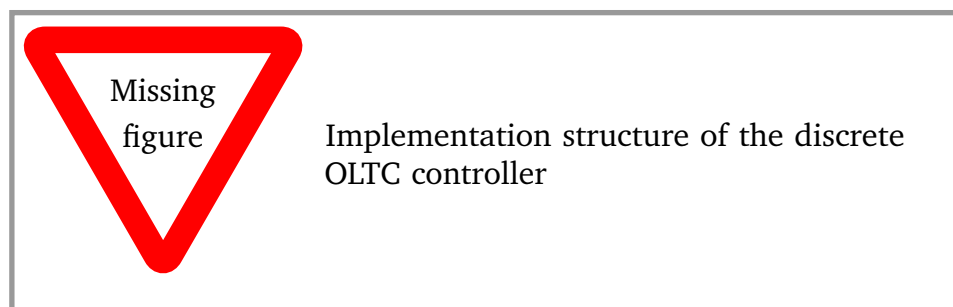 Missing
figure
Implementation structure of the discrete
OLTC controller